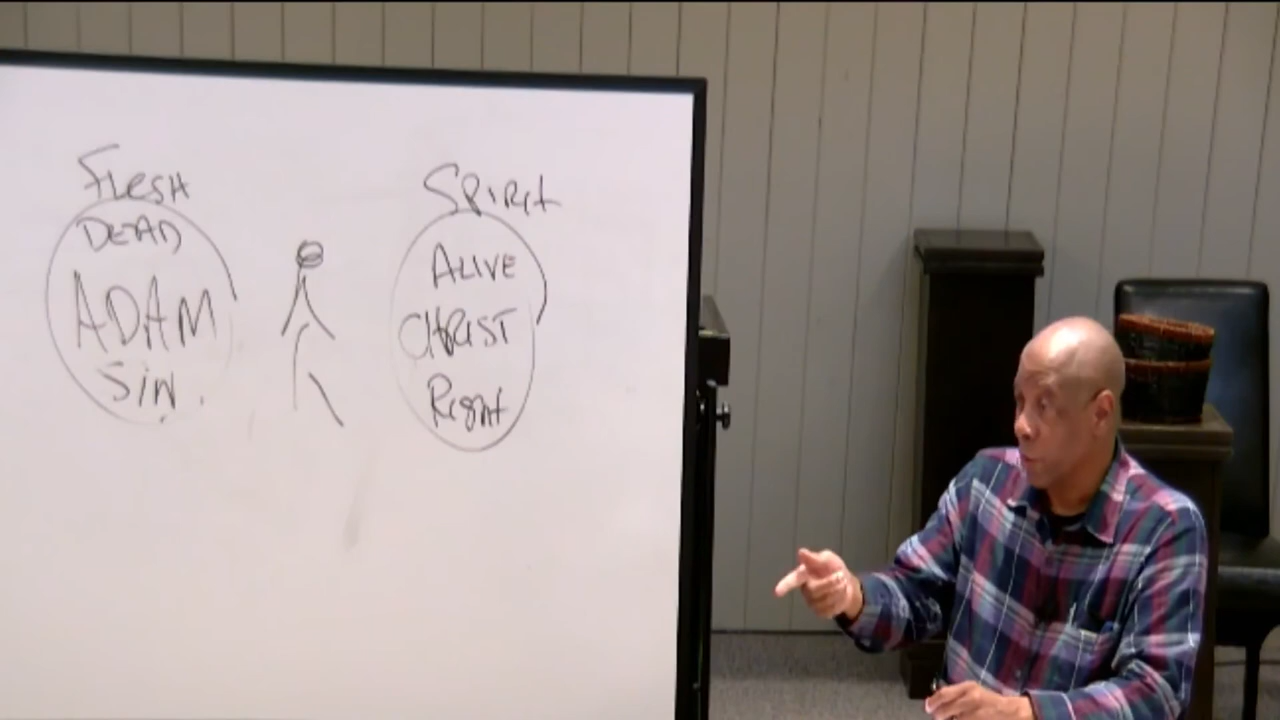 FLESH
DEAD
ADAM
SiN.
SPIRit
ALIVE
CHRIST
Right